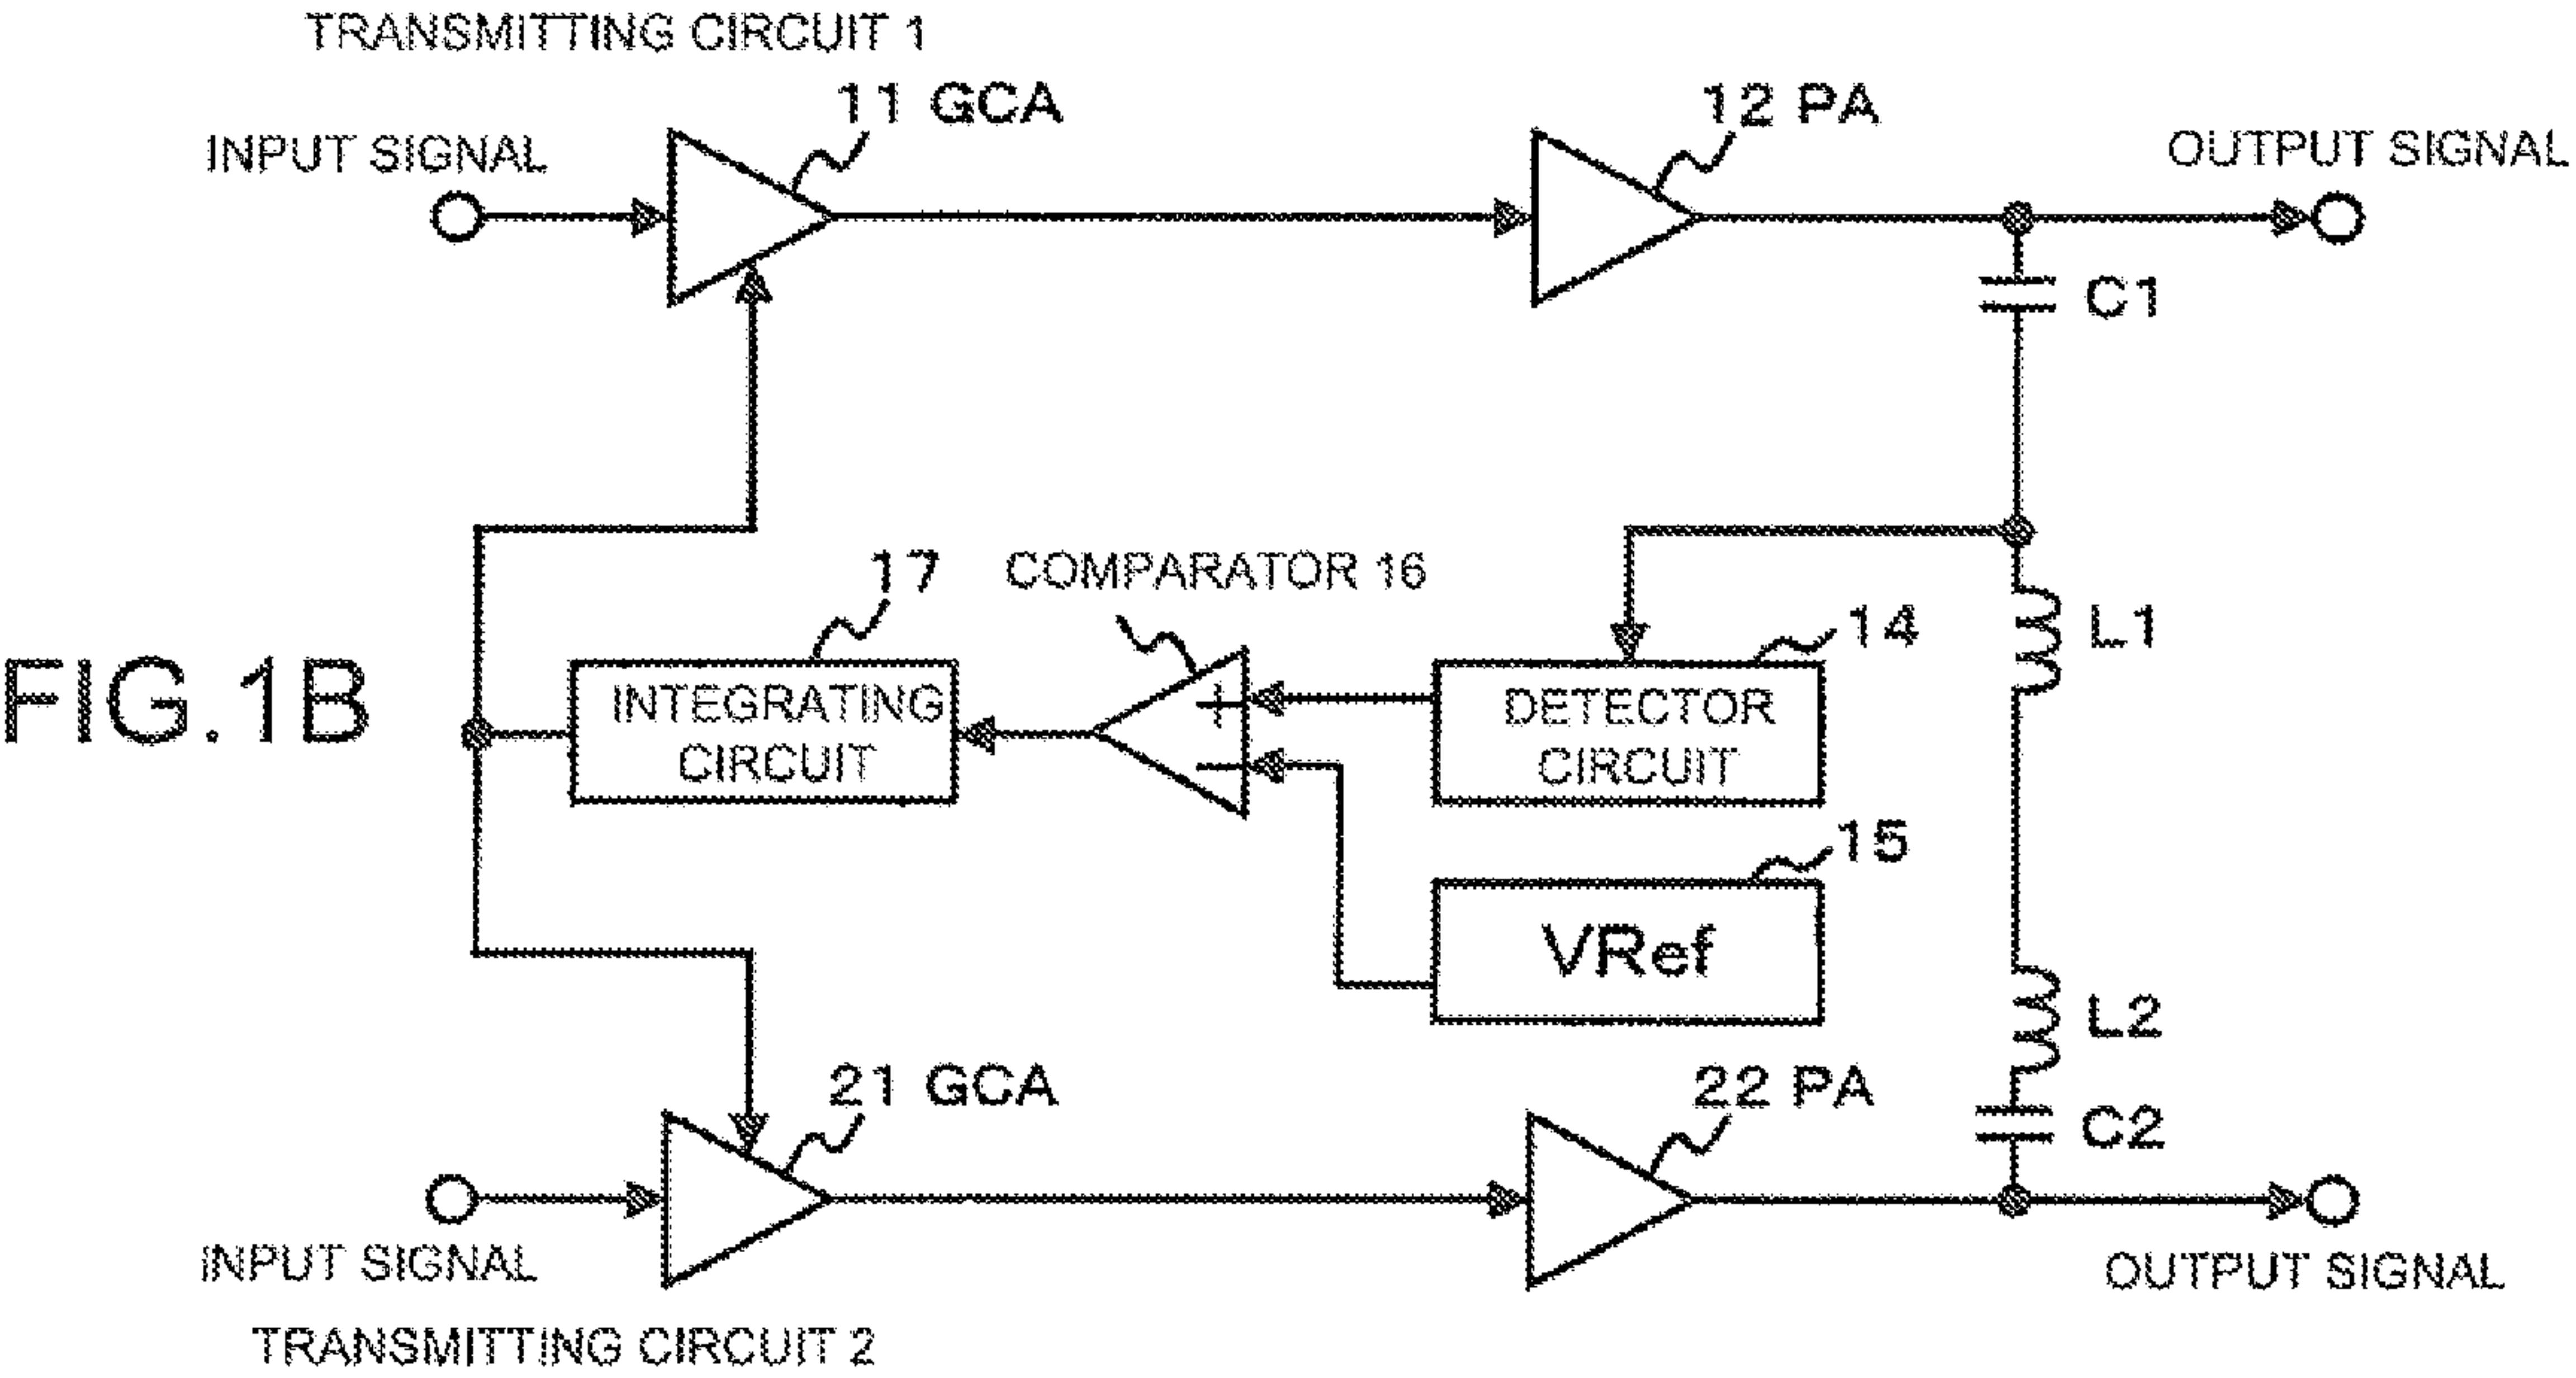 TRANSMITTING CIRCUIT 1
11 GCA
12 PA
INPUT SIGNAL
OUTPUT SIGNAL
C1
17
COMPARATOR 16
14
L1
FIG.1B
INTEGRATING
CIRCUIT
+
−
DETECTOR
CIRCUIT
15
VRef
L2
21 GCA
22 PA
C2
INPUT SIGNAL
OUTPUT SIGNAL
TRANSMITTING CIRCUIT 2